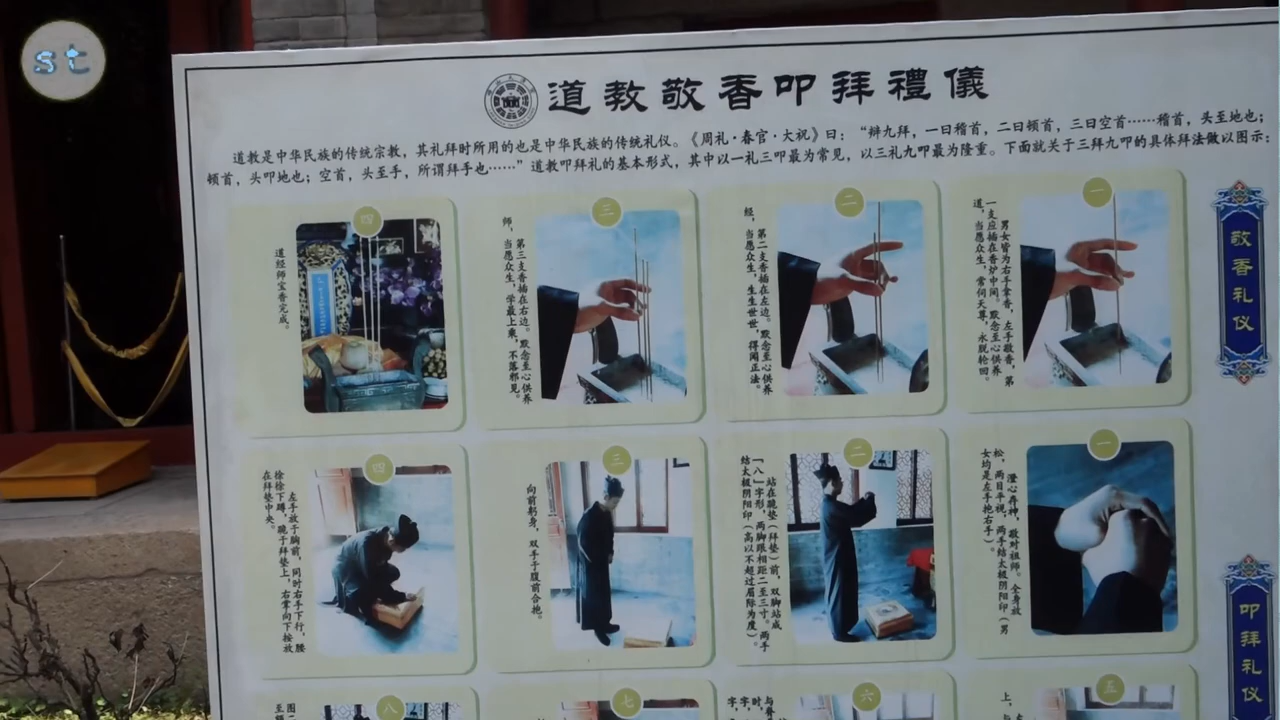 st
道教敬香叩拜禮儀
道教是中华民族的传统宗教，其礼拜时所用的也是中华民族的传统礼仪。《周礼·春官·大祝》曰：“辨九拜，一曰稽首，二曰顿首，三曰空首……稽首，头至地也；
顿首，头叩地也；空首，头至手，所谓拜手也……”道教叩拜礼的基本形式，其中以一礼三叩最为常见，以三礼九叩最为隆重。下面就关于三拜九叩的具体拜法做以图示：
敬香礼仪
一
男女皆为右手拿香，左手敬香，第
一支应插在香炉中间。默念至心供养
道，当愿众生，常伺天尊，永脱轮回。
二
第二支香插在左边。默念至心供养
经，当愿众生，生生世世，得闻正法。
三
第三支香插在右边。默念至心供养
师，当愿众生，学最上乘，不落邪见。
四
道经师宝香完成。
叩拜礼仪
一
澄心存神，敬对祖师。全身放
松，两目平视，两手结太极阴阳印（男
女均是左手抱右手）。
二
站在跪垫（拜垫）前，双脚站成
「八」字形，两脚跟相距二至三寸。两手
结太极阴阳印（高以不超过眉际为度）。
三
向前躬身，双手于腹前合抱。
四
左手放于胸前，同时右手下行，腰
徐徐下蹲，跪于拜垫上，右掌向下按放
在拜垫中央。
五
上，
六
七
八